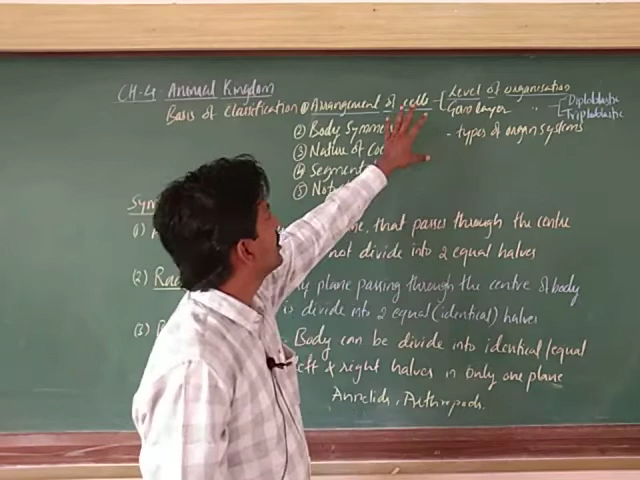 CH-4: Animal Kingdom
Basis of Classification ① Arrangement of cells - Level of organisation
Germ layer " - Diploblastic
Triploblastic
② Body Symme
- types of organ systems
③ Nature of Coe
④ Segment
⑤ Noto
Sym
(1) , that passes through the centre
not divide into 2 equal halves
(2) Rad plane passing through the centre of body
is divide into 2 equal (identical) halves
(3) Body can be divide into identical/equal
left & right halves in only one plane
Annelids, Arthropods.